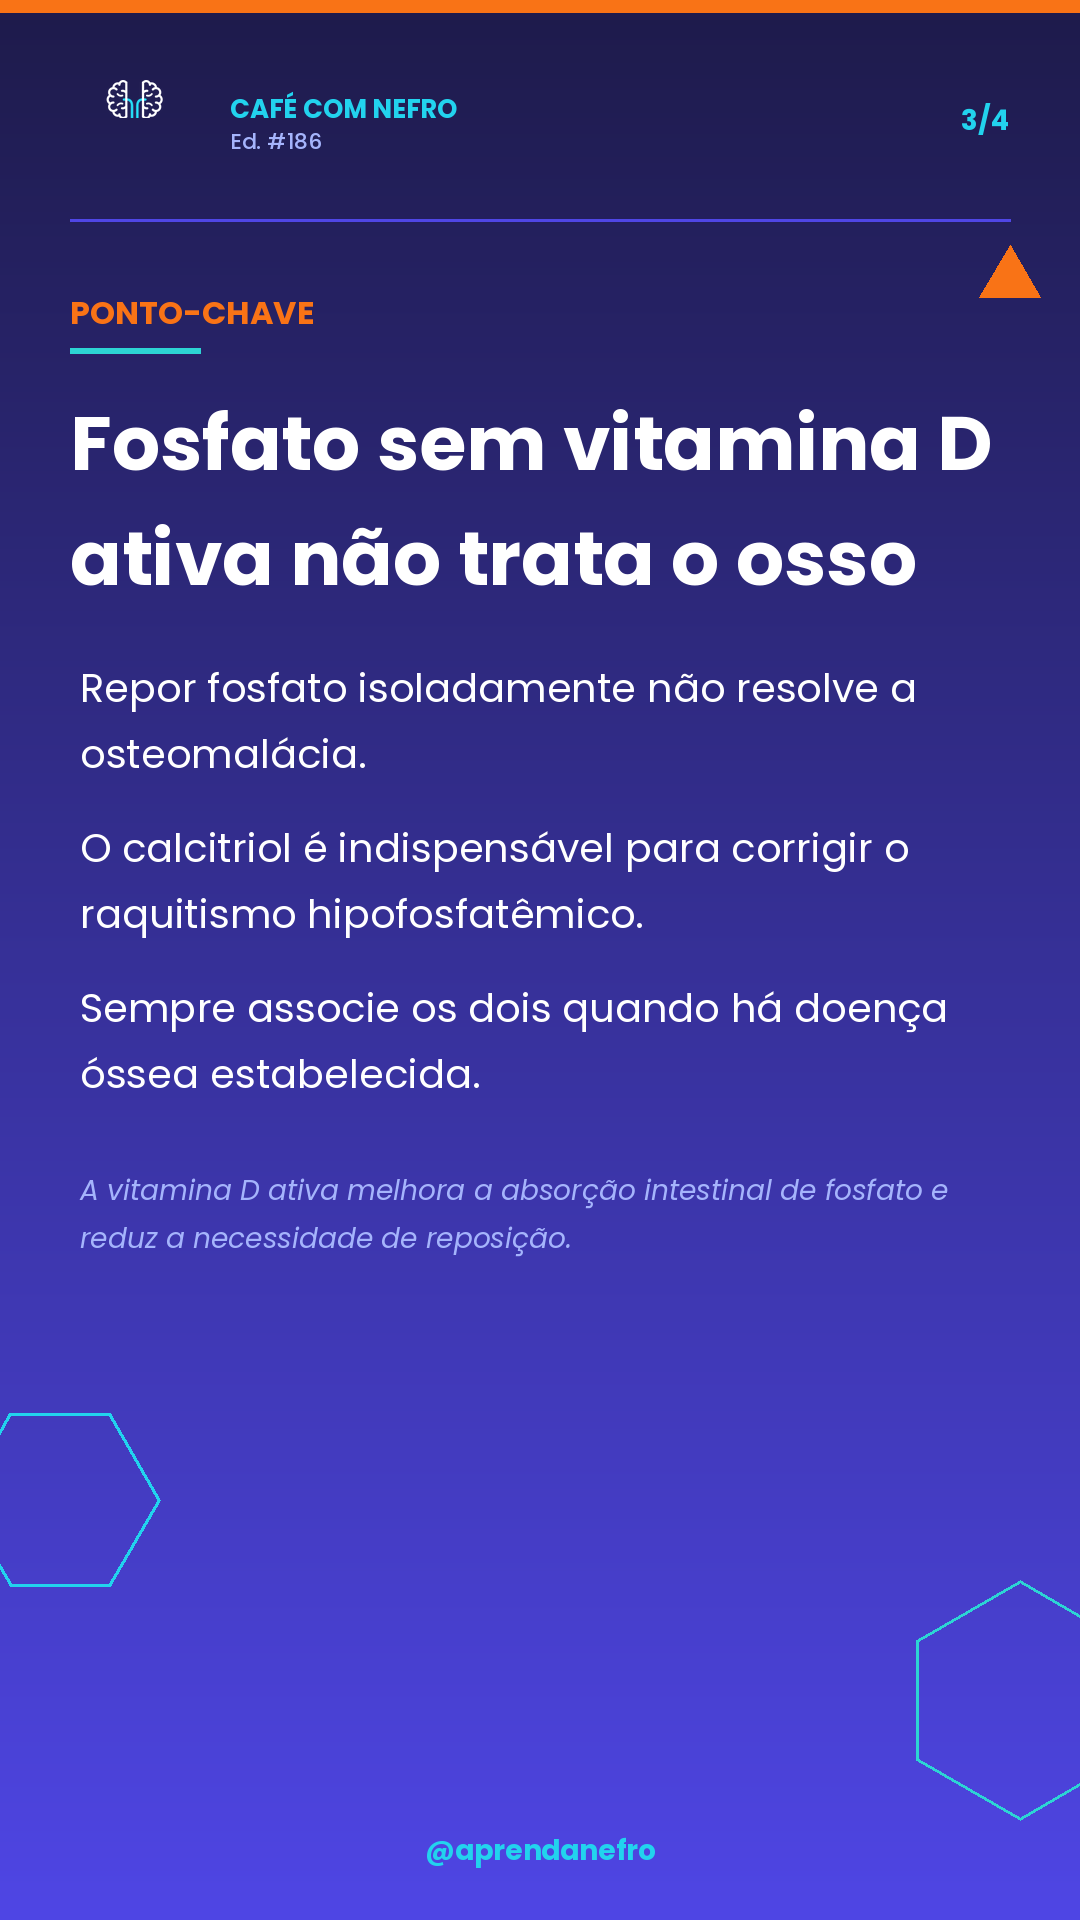 CAFÉ COM NEFRO
Ed. #186
3/4
PONTO-CHAVE
Fosfato sem vitamina D
ativa não trata o osso
Repor fosfato isoladamente não resolve a
osteomalácia.
O calcitriol é indispensável para corrigir o
raquitismo hipofosfatêmico.
Sempre associe os dois quando há doença
óssea estabelecida.
A vitamina D ativa melhora a absorção intestinal de fosfato e
reduz a necessidade de reposição.
@aprendanefro